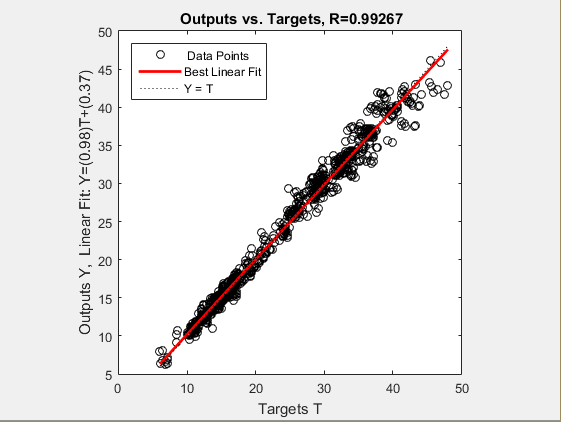 Outputs vs. Targets, R=0.99267
Data Points
Best Linear Fit
Y = T
Outputs Y, Linear Fit: Y=(0.98)T+(0.37)
50
45
40
35
30
25
20
15
10
5
0 10 20 30 40 50
Targets T